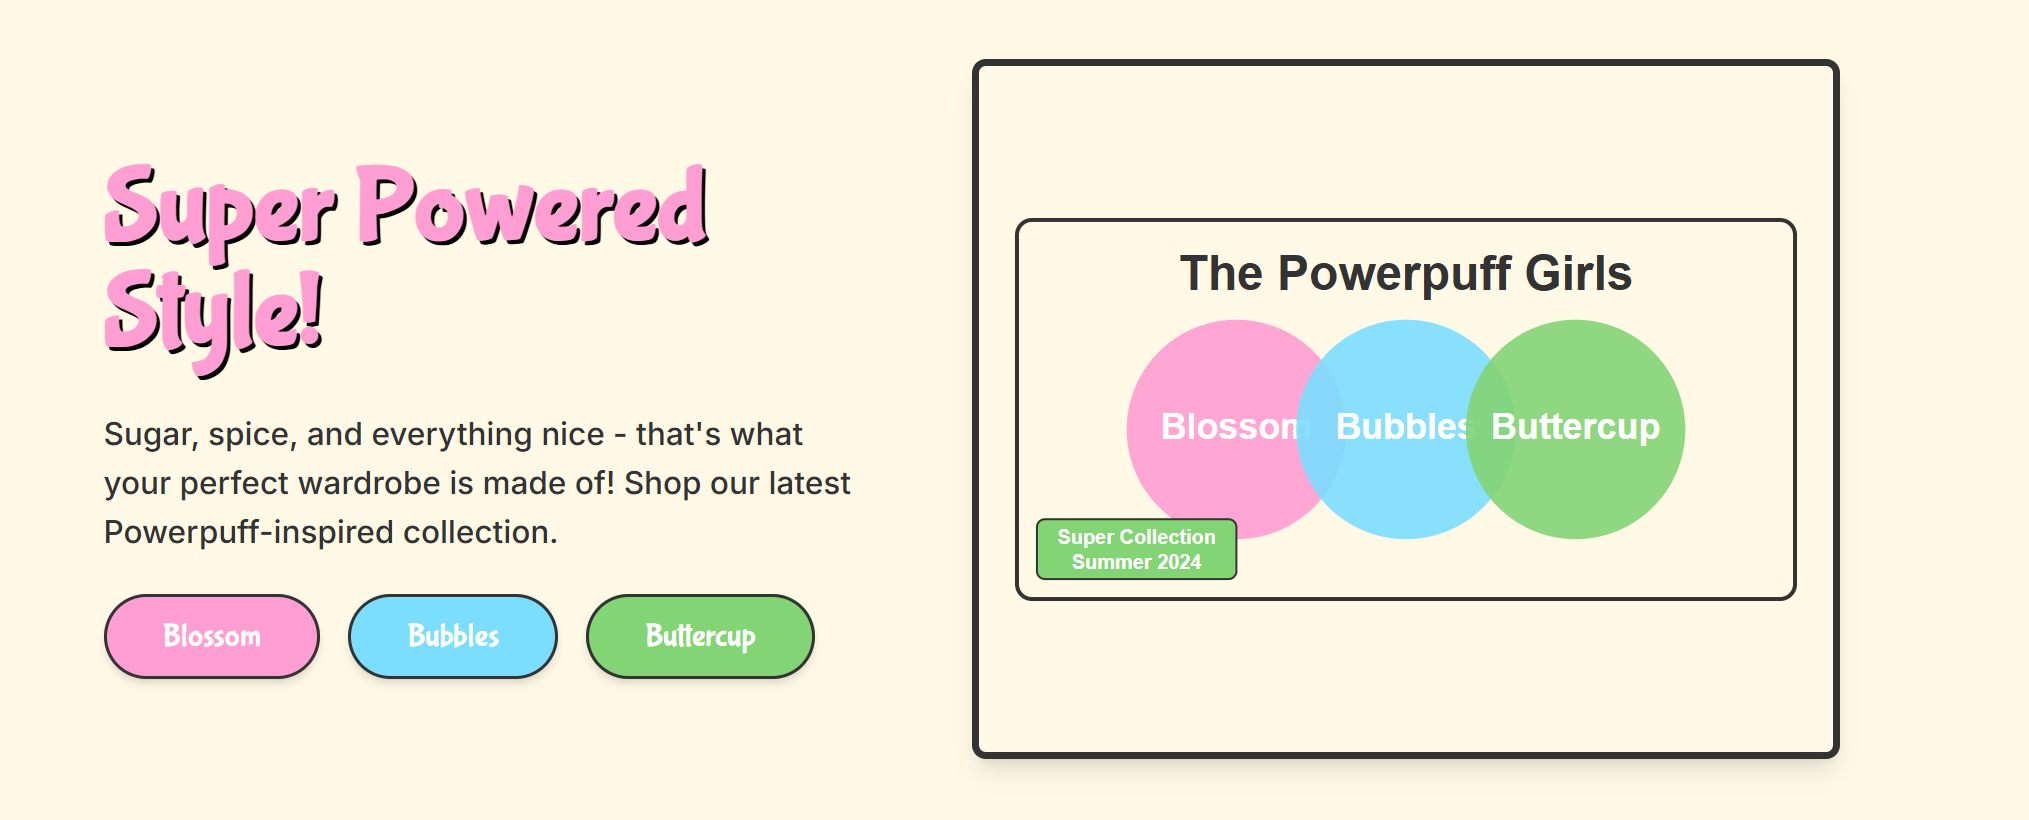 Super Powered
Style!
Sugar, spice, and everything nice - that's what
your perfect wardrobe is made of! Shop our latest
Powerpuff-inspired collection.
Blossom
Bubbles
Buttercup
The Powerpuff Girls
Blossom
Bubbles
Buttercup
Super Collection
Summer 2024